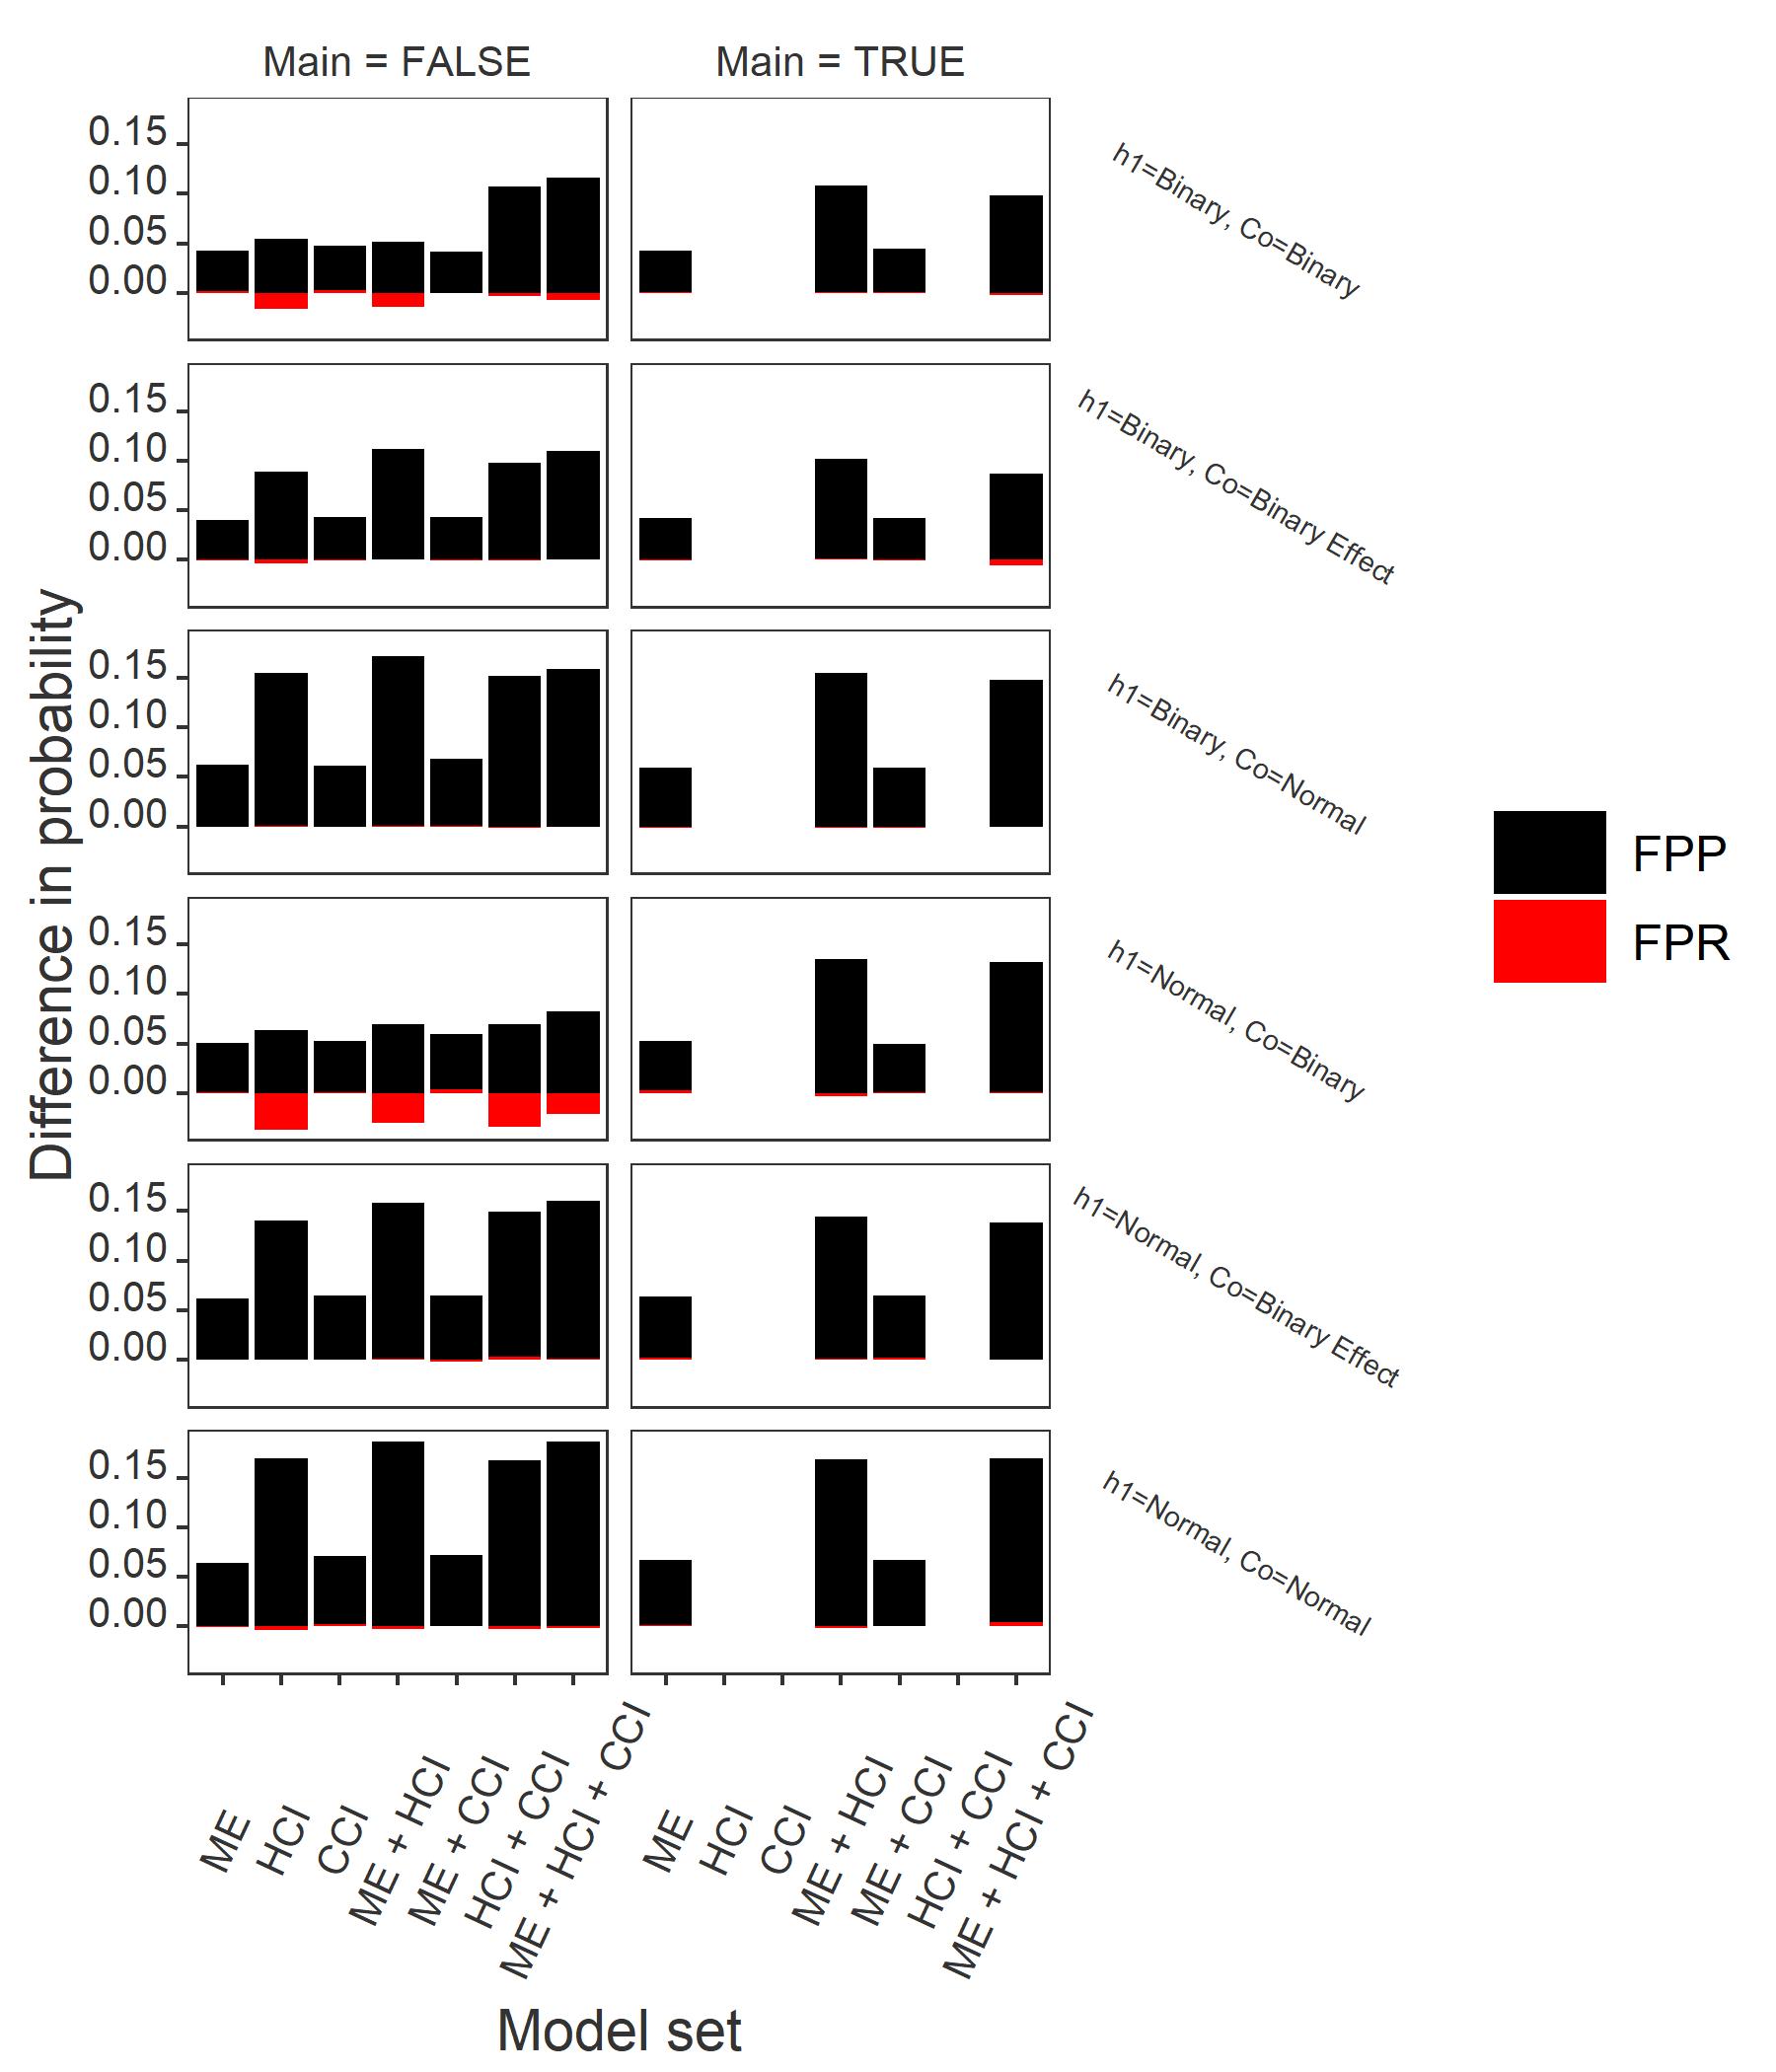 Main = FALSE
Main = TRUE
0.15
0.10
0.05
0.00
h1=Binary, Co=Binary
0.15
0.10
0.05
0.00
h1=Binary, Co=Binary Effect
0.15
0.10
0.05
0.00
h1=Binary, Co=Normal
0.15
0.10
0.05
0.00
h1=Normal, Co=Binary
0.15
0.10
0.05
0.00
h1=Normal, Co=Binary Effect
0.15
0.10
0.05
0.00
h1=Normal, Co=Normal
Difference in probability
FPP
FPR
ME
HCI
CCI
ME + HCI
ME + CCI
HCI + CCI
ME + HCI + CCI
ME
HCI
CCI
ME + HCI
ME + CCI
HCI + CCI
ME + HCI + CCI
Model set